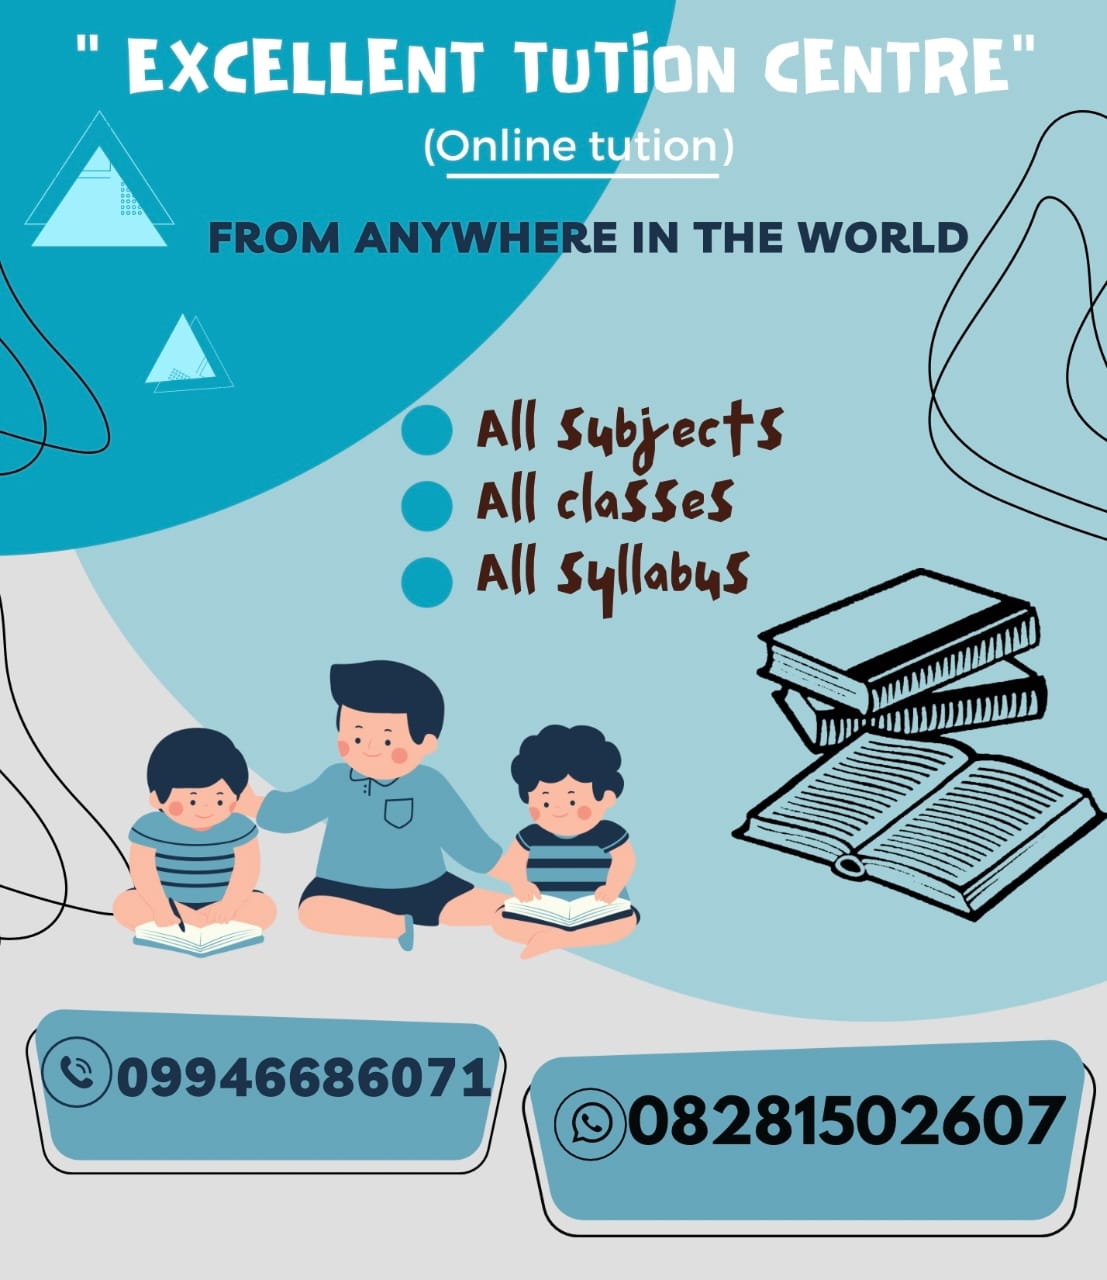 " EXCELLENT TUTION CENTRE"
(Online tution)
FROM ANYWHERE IN THE WORLD
All subjects
All classes
All syllabus
09946686071
08281502607